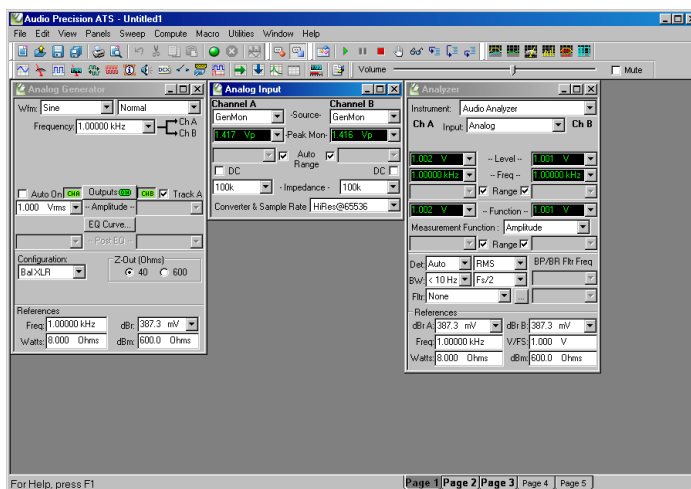 Audio Precision ATS - Untitled1
File Edit View Panels Sweep Compute Macro Utilities Window Help
Volume Mute
Analog Generator
Wfm: Sine Normal
Frequency: 1.00000 kHz Ch A
Ch B
Auto On CHA Outputs ON CHB Track A
1.000 Vrms -- Amplitude --
EQ Curve...
-- Post EQ --
Configuration: Z-Out (Ohms)
Bal XLR 40 600
References
Freq: 1.00000 kHz dBr: 387.3 mV
Watts: 8.000 Ohms dBm: 600.0 Ohms
Analog Input
Channel A Channel B
GenMon -Source- GenMon
1.417 Vp -Peak Mon- 1.416 Vp
Auto
Range
DC DC
100k - Impedance - 100k
Converter & Sample Rate HiRes@65536
Analyzer
Instrument: Audio Analyzer
Ch A Input: Analog Ch B
1.002 V -- Level -- 1.001 V
1.00000 kHz -- Freq -- 1.00000 kHz
Range
1.002 V -- Function -- 1.001 V
Measurement Function : Amplitude
Range
Det: Auto RMS BP/BR Fltr Freq
BW: < 10 Hz Fs/2
Fltr: None ...
References
dBr A: 387.3 mV dBr B: 387.3 mV
Freq: 1.00000 kHz V/FS: 1.000 V
Watts: 8.000 Ohms dBm: 600.0 Ohms
For Help, press F1
Page 1 Page 2 Page 3 Page 4 Page 5